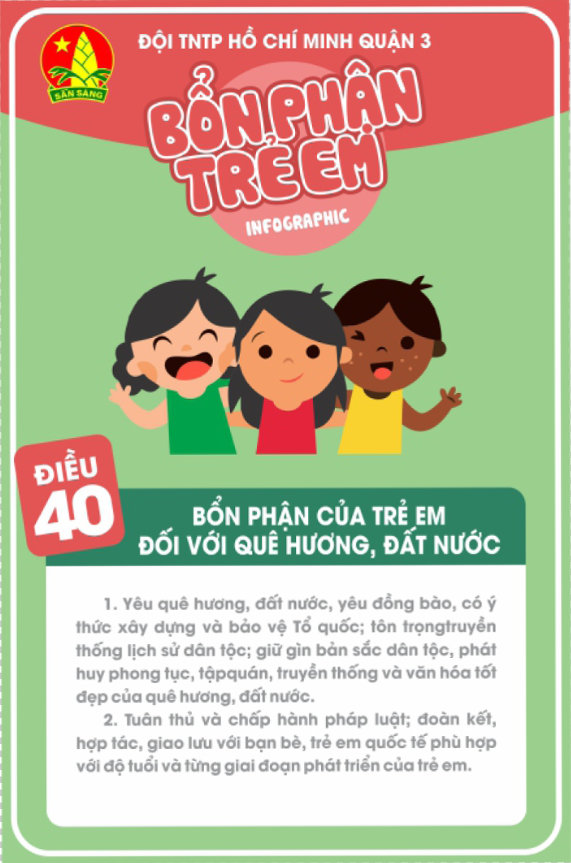 ĐỘI TNTP HỒ CHÍ MINH QUẬN 3
SẴN SÀNG
BỔN PHẬN
TRẺ EM
INFOGRAPHIC
ĐIỀU
40
BỔN PHẬN CỦA TRẺ EM
ĐỐI VỚI QUÊ HƯƠNG, ĐẤT NƯỚC
1. Yêu quê hương, đất nước, yêu đồng bào, có ý
thức xây dựng và bảo vệ Tổ quốc; tôn trọngtruyền
thống lịch sử dân tộc; giữ gìn bản sắc dân tộc, phát
huy phong tục, tậpquán, truyền thống và văn hóa tốt
đẹp của quê hương, đất nước.
2. Tuân thủ và chấp hành pháp luật; đoàn kết,
hợp tác, giao lưu với bạn bè, trẻ em quốc tế phù hợp
với độ tuổi và từng giai đoạn phát triển của trẻ em.